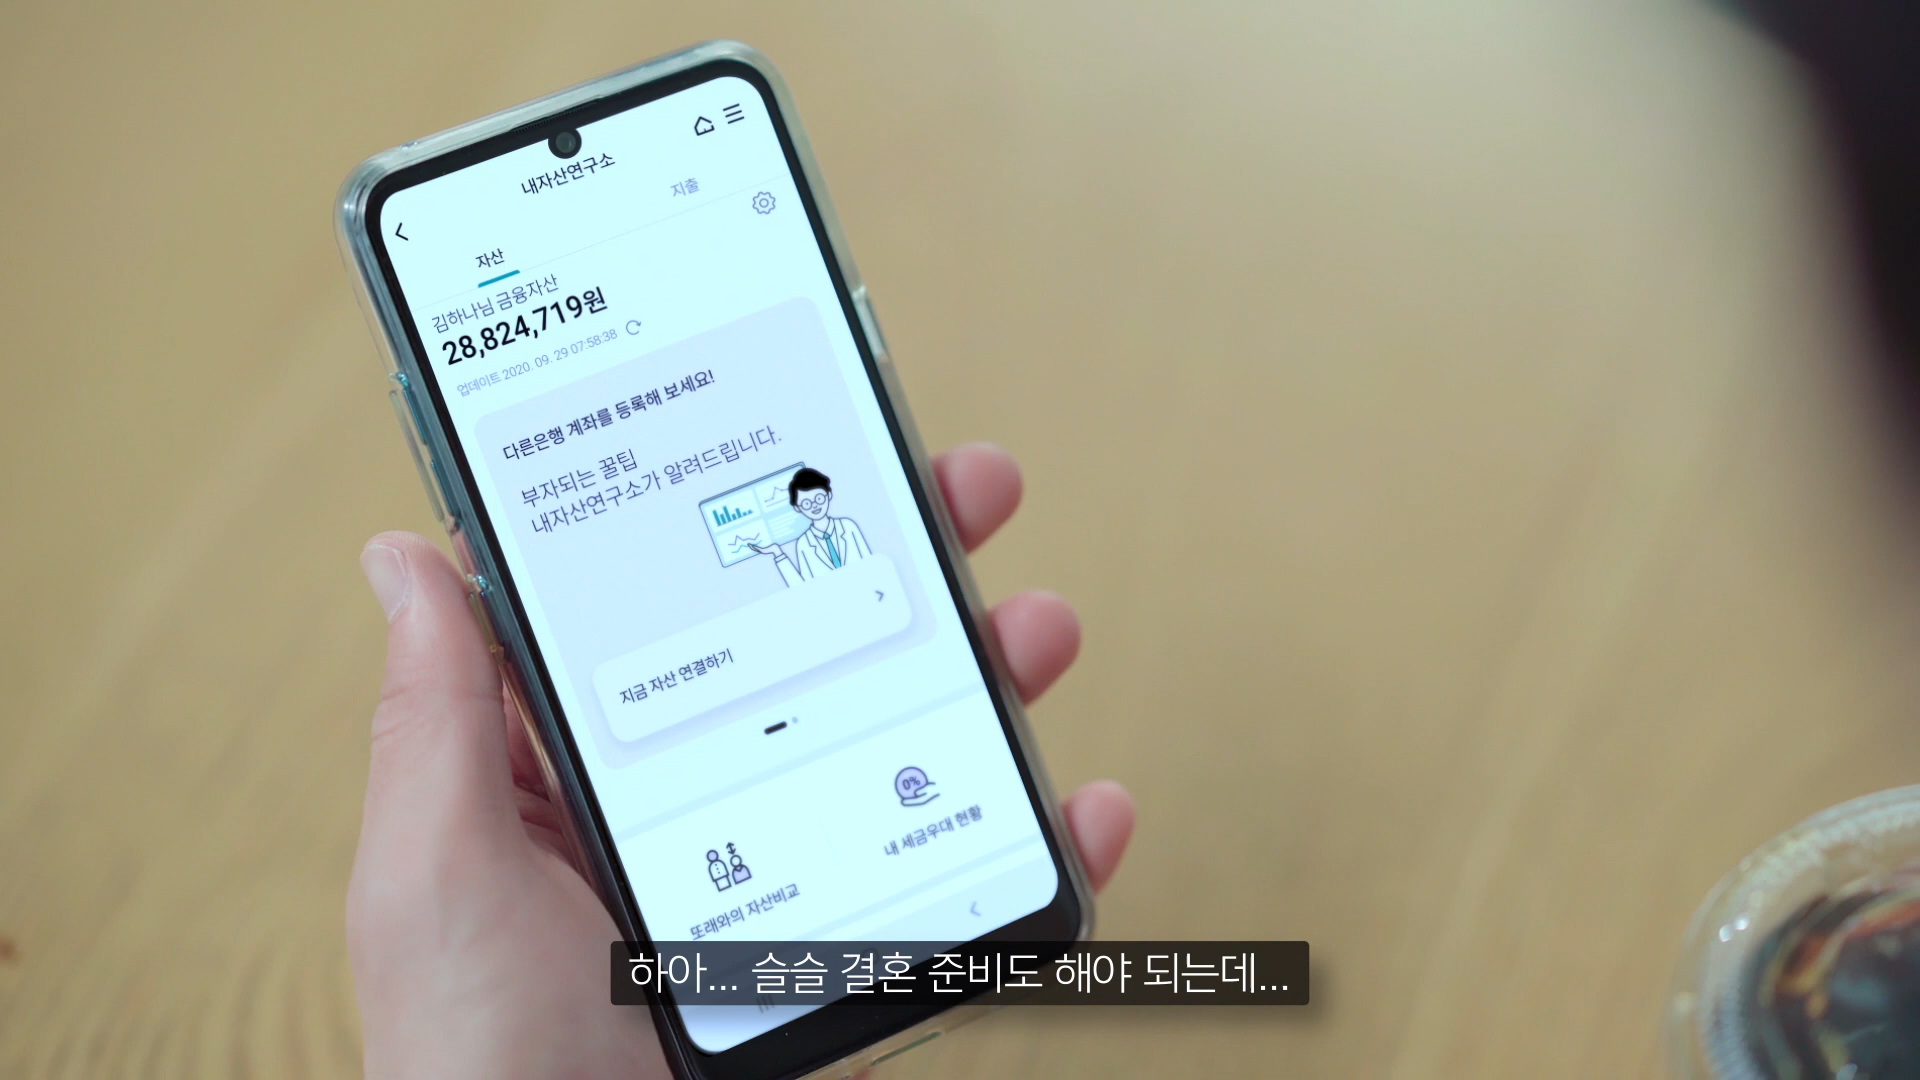 내자산연구소
자산
지출
김하나님 금융자산
28,824,719원
업데이트 2020. 09. 29 07:58:38
다른은행 계좌를 등록해 보세요!
부자되는 꿀팁
내자산연구소가 알려드립니다.
지금 자산 연결하기
0%
또래와의 자산비교
내 세금우대 현황
하아... 슬슬 결혼 준비도 해야 되는데...